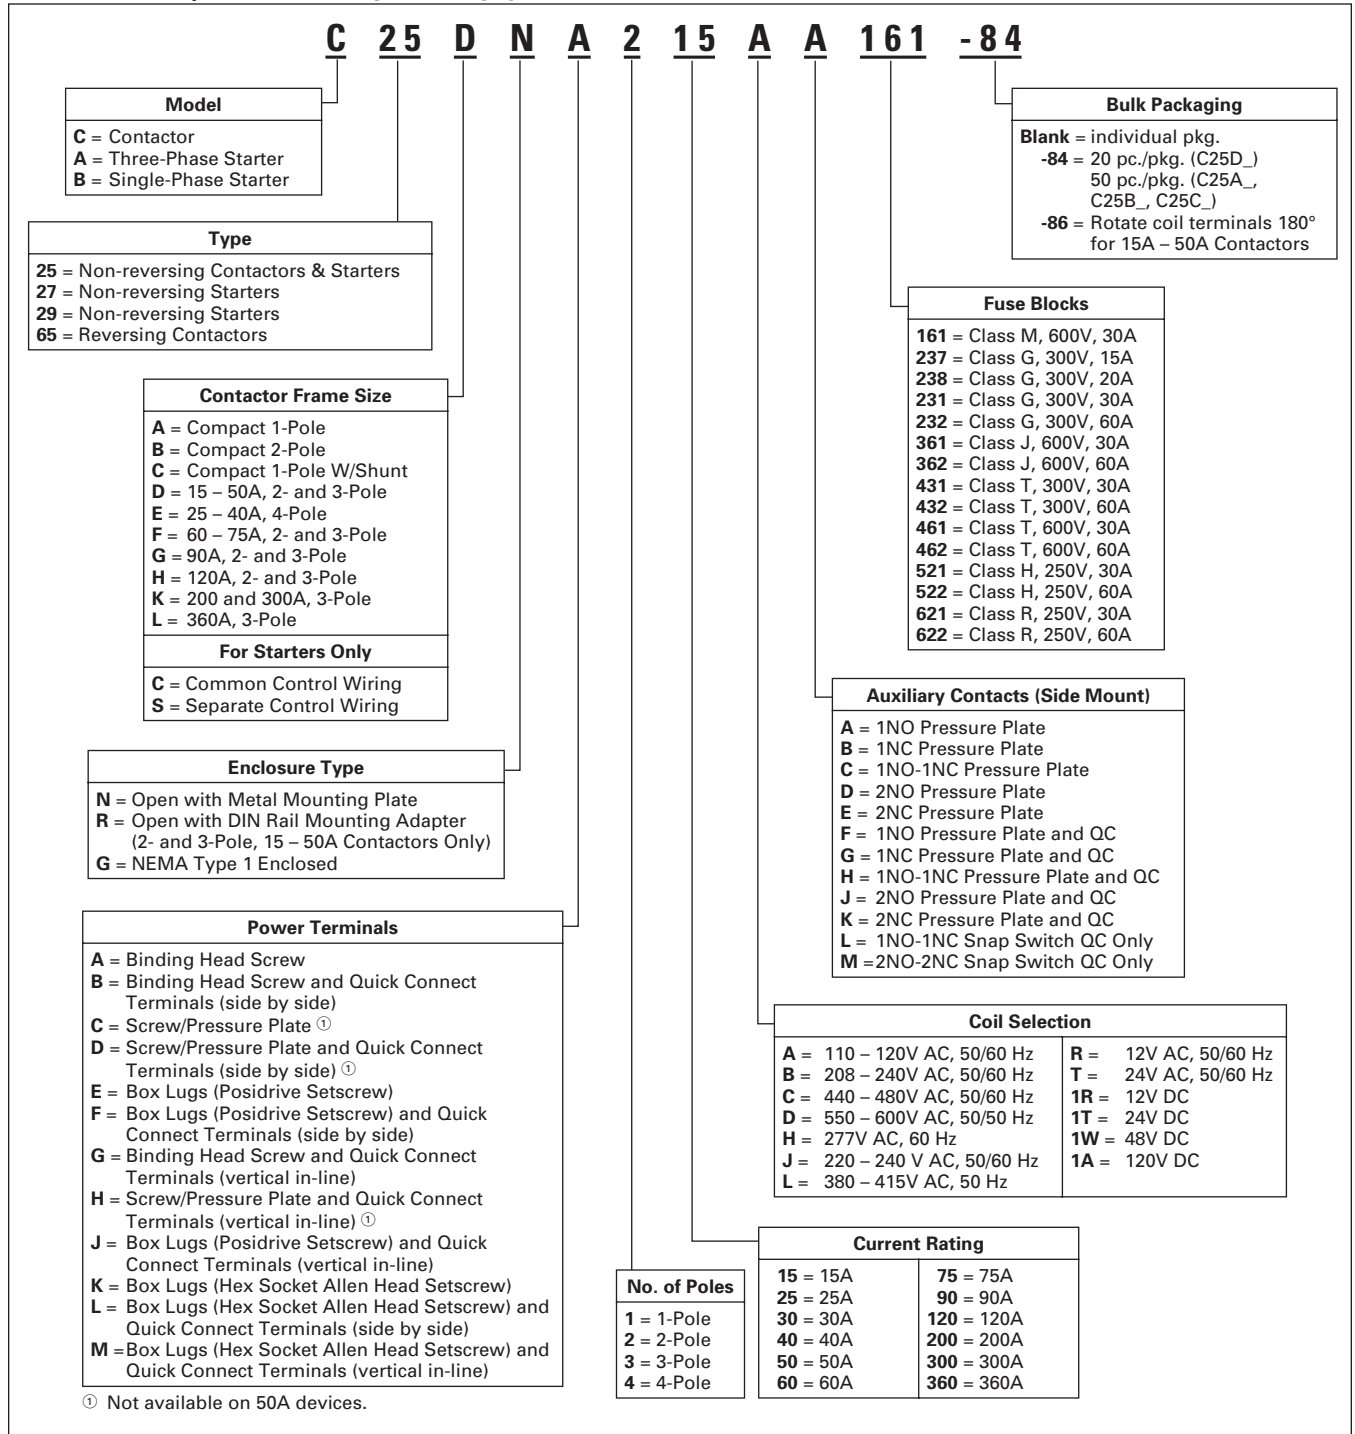 C 25 D N A 2 15 A A 161 -84
Model
C = Contactor
A = Three-Phase Starter
B = Single-Phase Starter
Bulk Packaging
Blank = individual pkg.
-84 = 20 pc./pkg. (C25D_)
50 pc./pkg. (C25A_,
C25B_, C25C_)
-86 = Rotate coil terminals 180°
for 15A – 50A Contactors
Type
25 = Non-reversing Contactors & Starters
27 = Non-reversing Starters
29 = Non-reversing Starters
65 = Reversing Contactors
Fuse Blocks
161 = Class M, 600V, 30A
237 = Class G, 300V, 15A
238 = Class G, 300V, 20A
231 = Class G, 300V, 30A
232 = Class G, 300V, 60A
361 = Class J, 600V, 30A
362 = Class J, 600V, 60A
431 = Class T, 300V, 30A
432 = Class T, 300V, 60A
461 = Class T, 600V, 30A
462 = Class T, 600V, 60A
521 = Class H, 250V, 30A
522 = Class H, 250V, 60A
621 = Class R, 250V, 30A
622 = Class R, 250V, 60A
Contactor Frame Size
A = Compact 1-Pole
B = Compact 2-Pole
C = Compact 1-Pole W/Shunt
D = 15 – 50A, 2- and 3-Pole
E = 25 – 40A, 4-Pole
F = 60 – 75A, 2- and 3-Pole
G = 90A, 2- and 3-Pole
H = 120A, 2- and 3-Pole
K = 200 and 300A, 3-Pole
L = 360A, 3-Pole
For Starters Only
C = Common Control Wiring
S = Separate Control Wiring
Auxiliary Contacts (Side Mount)
A = 1NO Pressure Plate
B = 1NC Pressure Plate
C = 1NO-1NC Pressure Plate
D = 2NO Pressure Plate
E = 2NC Pressure Plate
F = 1NO Pressure Plate and QC
G = 1NC Pressure Plate and QC
H = 1NO-1NC Pressure Plate and QC
J = 2NO Pressure Plate and QC
K = 2NC Pressure Plate and QC
L = 1NO-1NC Snap Switch QC Only
M =2NO-2NC Snap Switch QC Only
Enclosure Type
N = Open with Metal Mounting Plate
R = Open with DIN Rail Mounting Adapter
(2- and 3-Pole, 15 – 50A Contactors Only)
G = NEMA Type 1 Enclosed
Power Terminals
A = Binding Head Screw
B = Binding Head Screw and Quick Connect
Terminals (side by side)
C = Screw/Pressure Plate ①
D = Screw/Pressure Plate and Quick Connect
Terminals (side by side) ①
E = Box Lugs (Posidrive Setscrew)
F = Box Lugs (Posidrive Setscrew) and Quick
Connect Terminals (side by side)
G = Binding Head Screw and Quick Connect
Terminals (vertical in-line)
H = Screw/Pressure Plate and Quick Connect
Terminals (vertical in-line) ①
J = Box Lugs (Posidrive Setscrew) and Quick
Connect Terminals (vertical in-line)
K = Box Lugs (Hex Socket Allen Head Setscrew)
L = Box Lugs (Hex Socket Allen Head Setscrew) and
Quick Connect Terminals (side by side)
M =Box Lugs (Hex Socket Allen Head Setscrew) and
Quick Connect Terminals (vertical in-line)
Coil Selection
A = 110 – 120V AC, 50/60 Hz
B = 208 – 240V AC, 50/60 Hz
C = 440 – 480V AC, 50/60 Hz
D = 550 – 600V AC, 50/50 Hz
H = 277V AC, 60 Hz
J = 220 – 240 V AC, 50/60 Hz
L = 380 – 415V AC, 50 Hz
R = 12V AC, 50/60 Hz
T = 24V AC, 50/60 Hz
1R = 12V DC
1T = 24V DC
1W = 48V DC
1A = 120V DC
No. of Poles
1 = 1-Pole
2 = 2-Pole
3 = 3-Pole
4 = 4-Pole
Current Rating
15 = 15A
25 = 25A
30 = 30A
40 = 40A
50 = 50A
60 = 60A
75 = 75A
90 = 90A
120 = 120A
200 = 200A
300 = 300A
360 = 360A
① Not available on 50A devices.